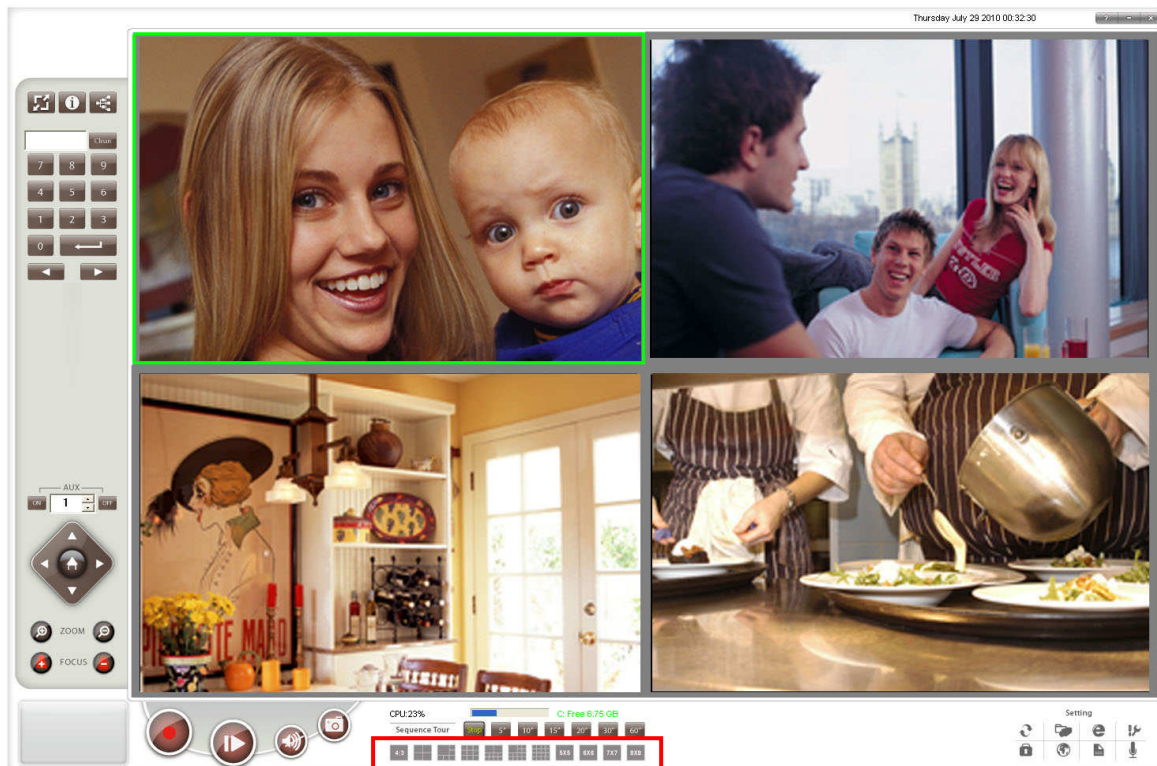 Thursday July 29 2010 00:32:30
Clean
7 8 9
4 5 6
1 2 3
0
AUX
ON 1 OFF
ZOOM
FOCUS
CPU:23% C: Free 6.75 GB
Sequence Tour Stop 5" 10" 15" 20" 30" 60"
4:3 5X5 6X6 7X7 8X8
Setting